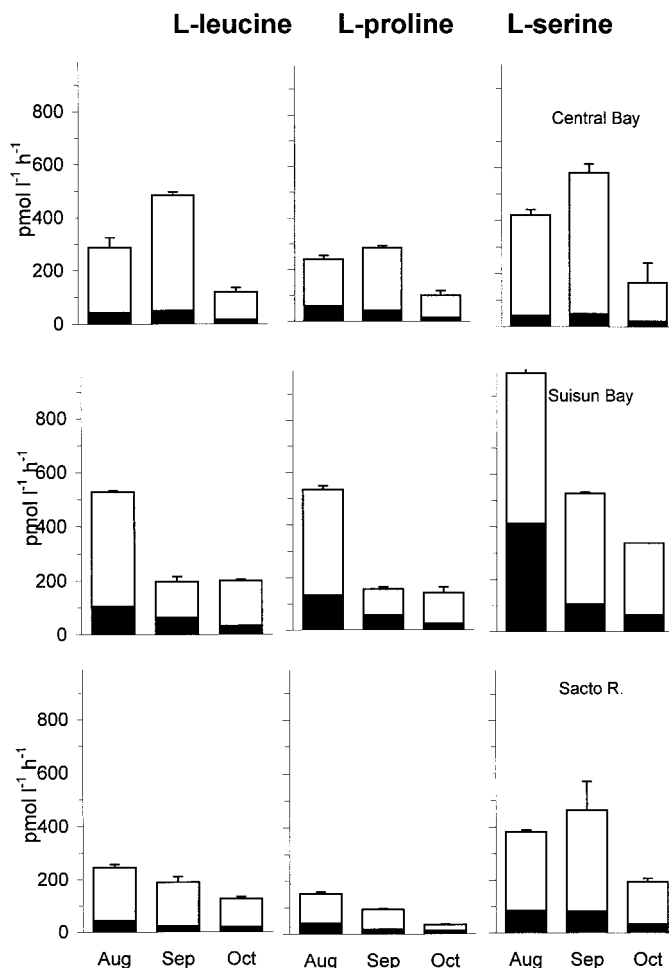 L-leucine L-proline L-serine
Central Bay
800
600
400
200
0
pmol l⁻¹ h⁻¹
Suisun Bay
800
600
400
200
0
pmol l⁻¹ h⁻¹
Sacto R.
800
600
400
200
0
pmol l⁻¹ h⁻¹
Aug Sep Oct Aug Sep Oct Aug Sep Oct